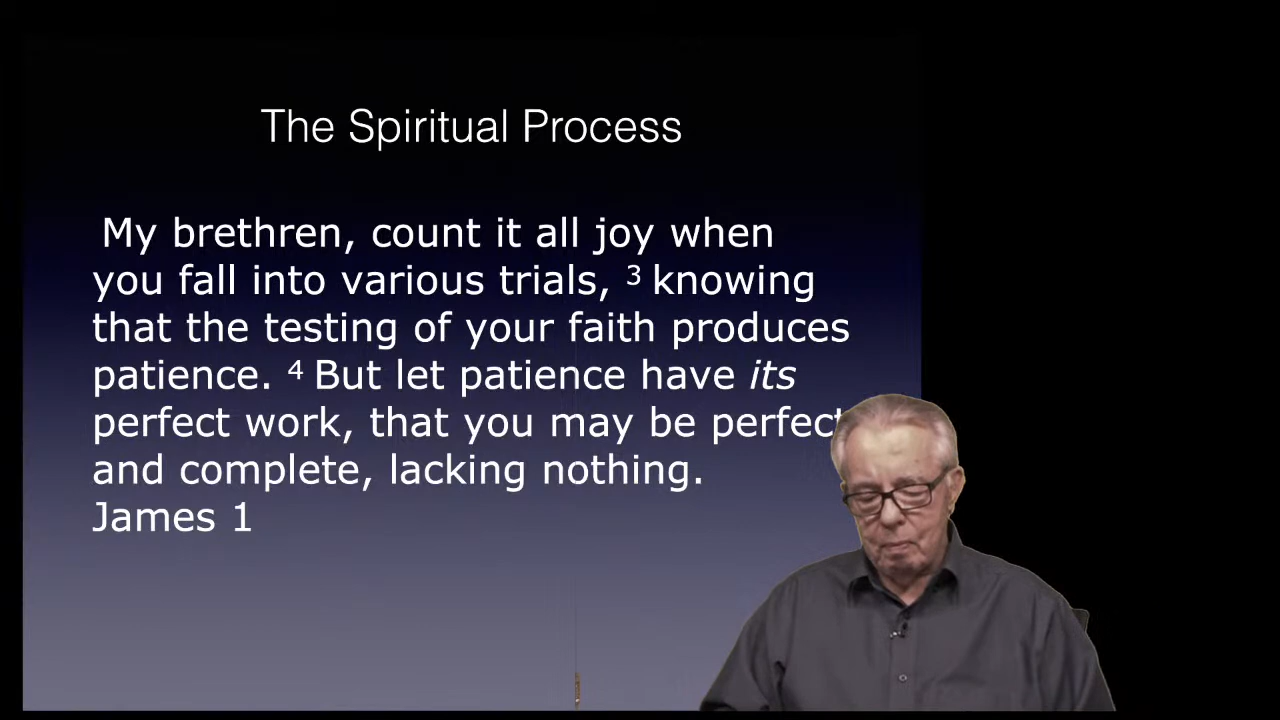 The Spiritual Process
My brethren, count it all joy when
you fall into various trials, ³ knowing
that the testing of your faith produces
patience. ⁴ But let patience have its
perfect work, that you may be perfect
and complete, lacking nothing.
James 1